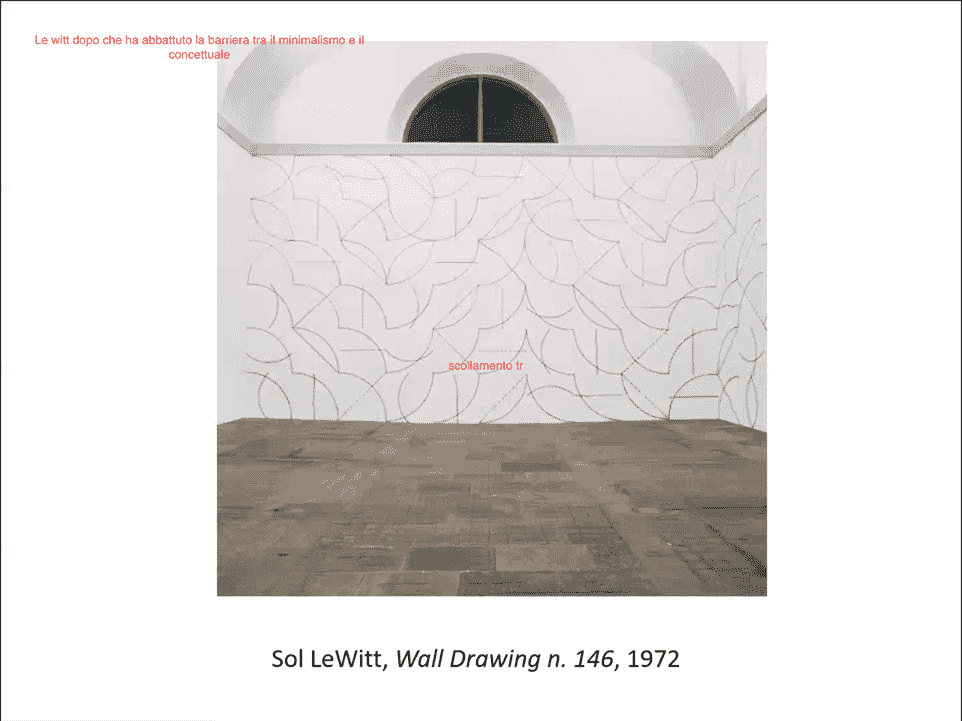 Le witt dopo che ha abbattuto la barriera tra il minimalismo e il
concettuale
scollamento tr
Sol LeWitt, Wall Drawing n. 146, 1972